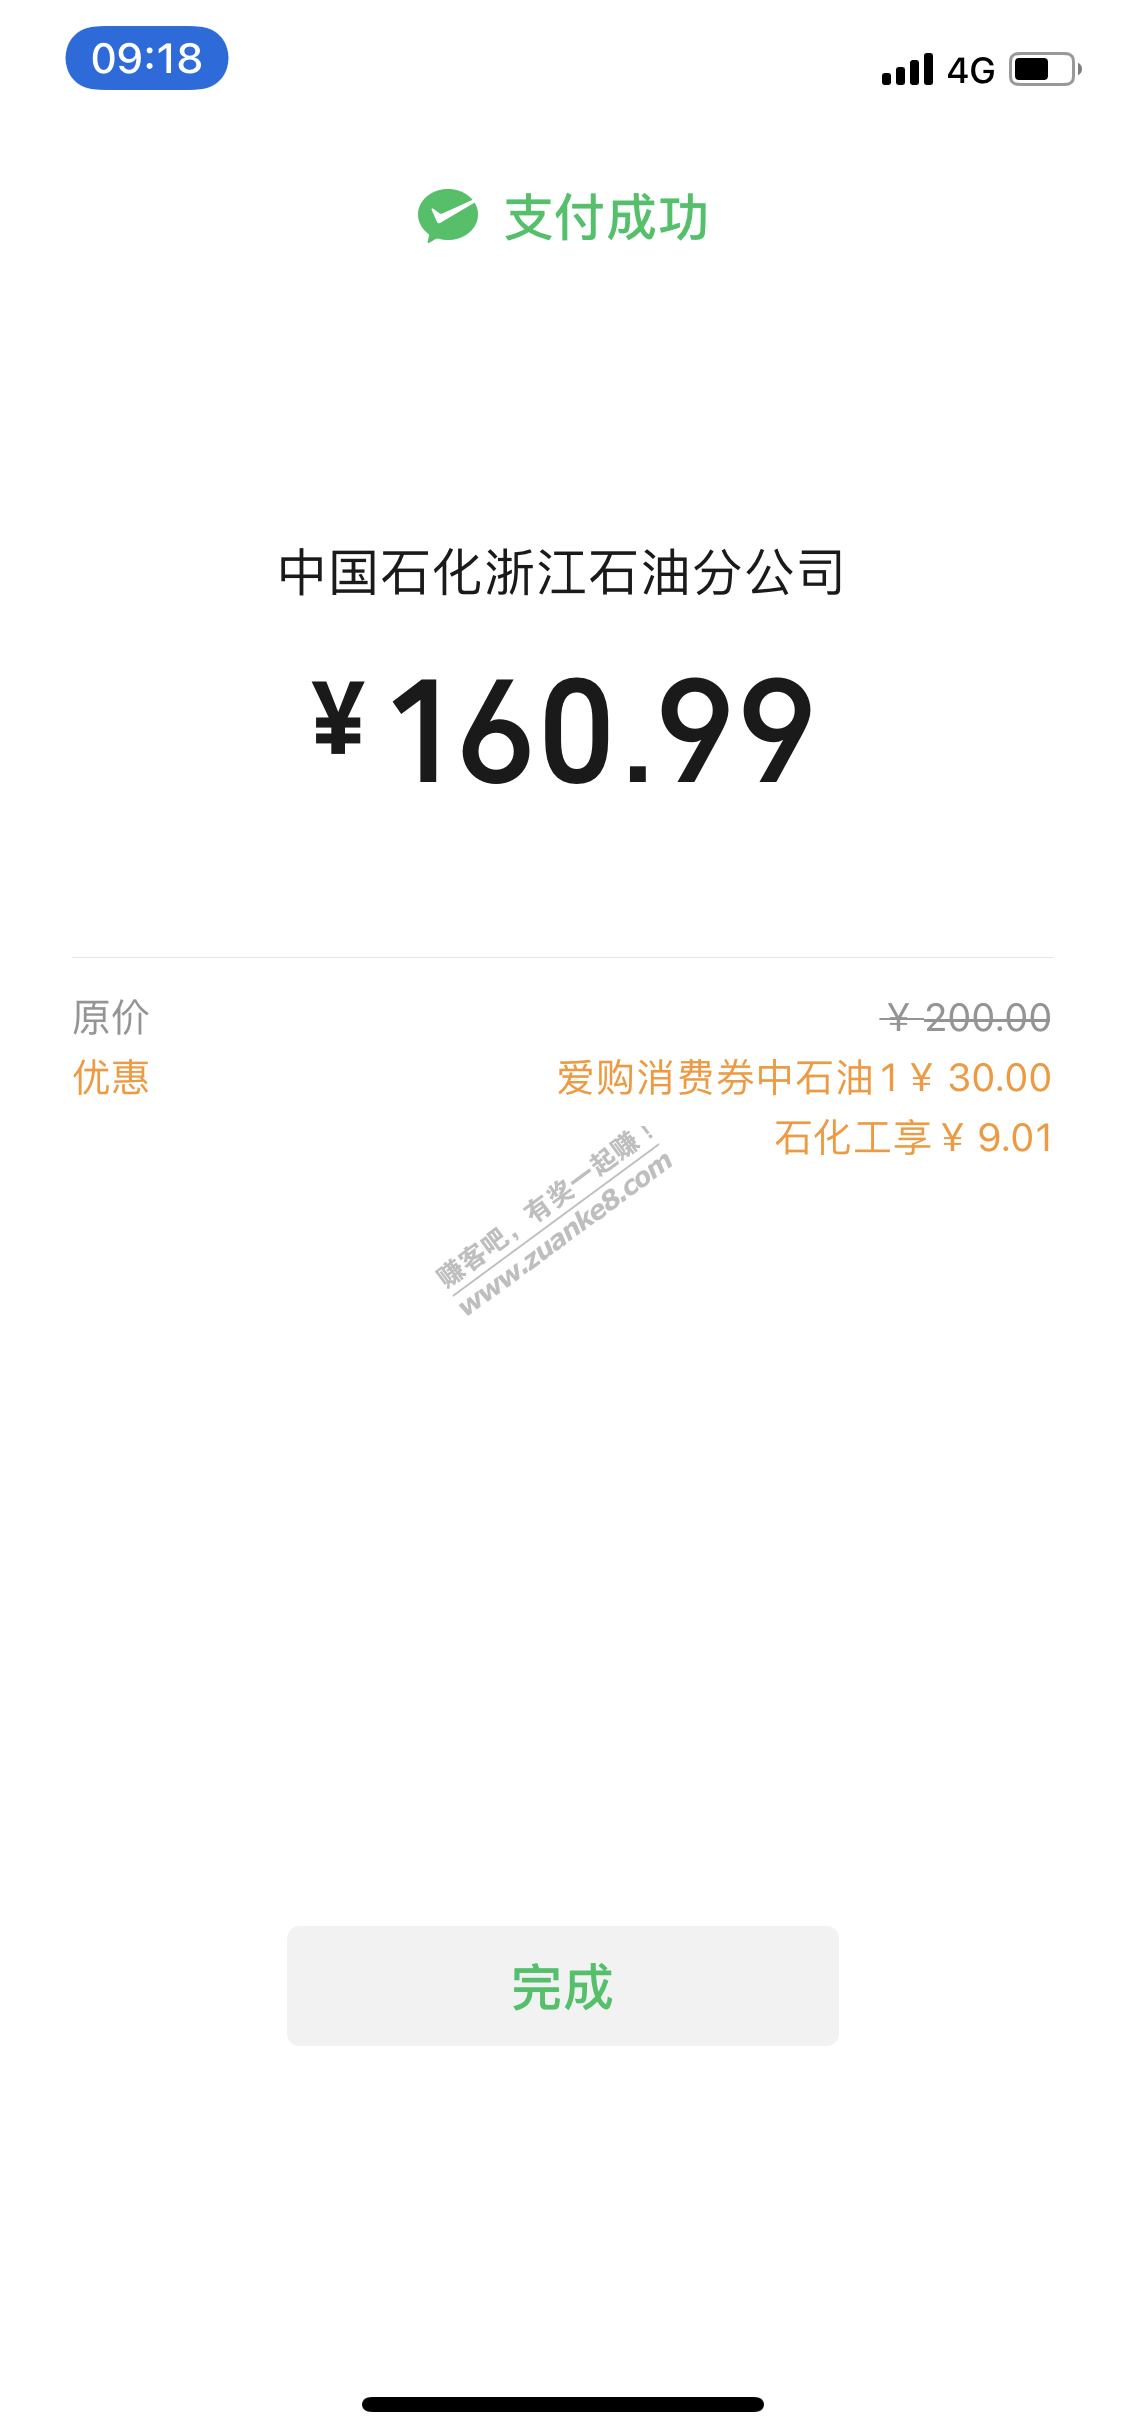 09:18 4G
支付成功
中国石化浙江石油分公司
¥160.99
原价 ¥ 200.00
优惠 爱购消费券中石油1 ¥ 30.00
石化工享 ¥ 9.01
赚客吧，有奖一起赚！
www.zuanke8.com
完成